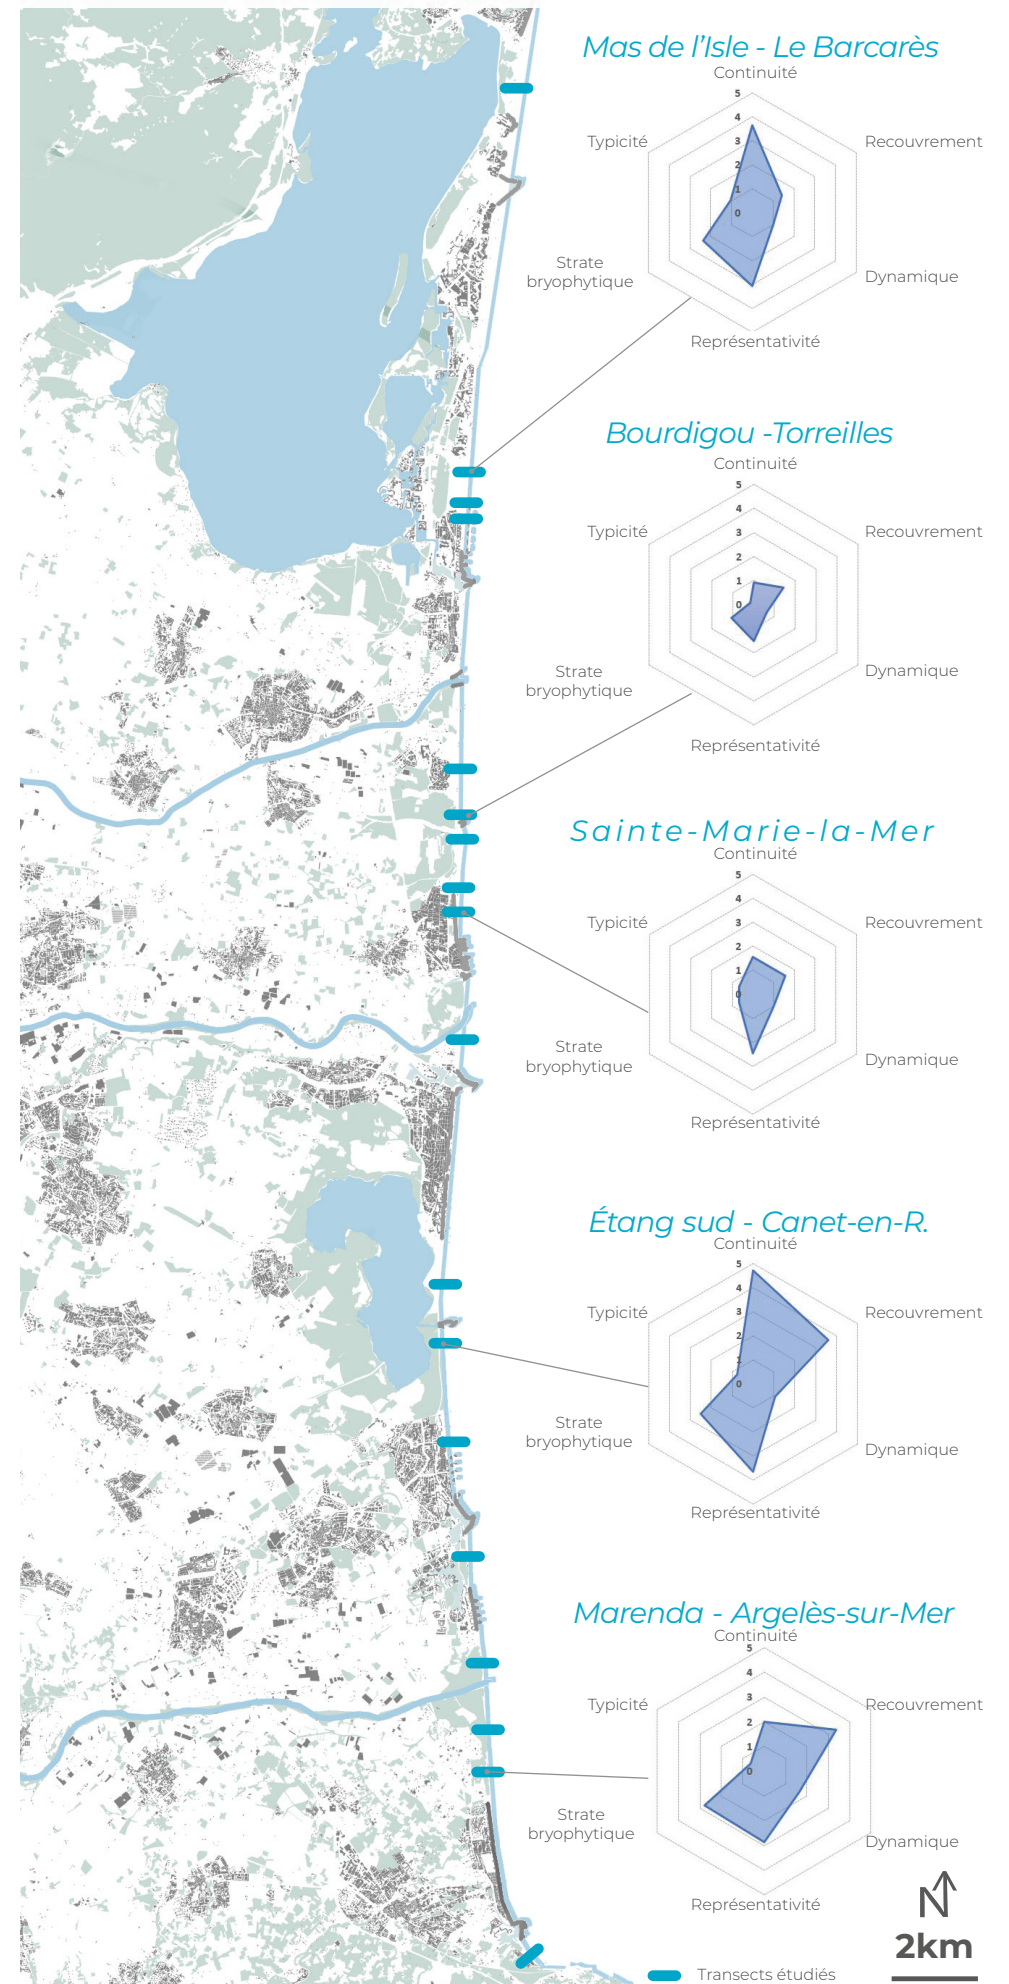 Mas de l'Isle - Le Barcarès
Continuité
5
4
3
2
1
0
Typicité
Recouvrement
Strate
bryophytique
Dynamique
Représentativité
Bourdigou -Torreilles
Continuité
5
4
3
2
1
0
Typicité
Recouvrement
Strate
bryophytique
Dynamique
Représentativité
Sainte-Marie-la-Mer
Continuité
5
4
3
2
1
0
Typicité
Recouvrement
Strate
bryophytique
Dynamique
Représentativité
Étang sud - Canet-en-R.
Continuité
5
4
3
2
1
0
Typicité
Recouvrement
Strate
bryophytique
Dynamique
Représentativité
Marenda - Argelès-sur-Mer
Continuité
5
4
3
2
1
0
Typicité
Recouvrement
Strate
bryophytique
Dynamique
Représentativité
N
2km
Transects étudiés